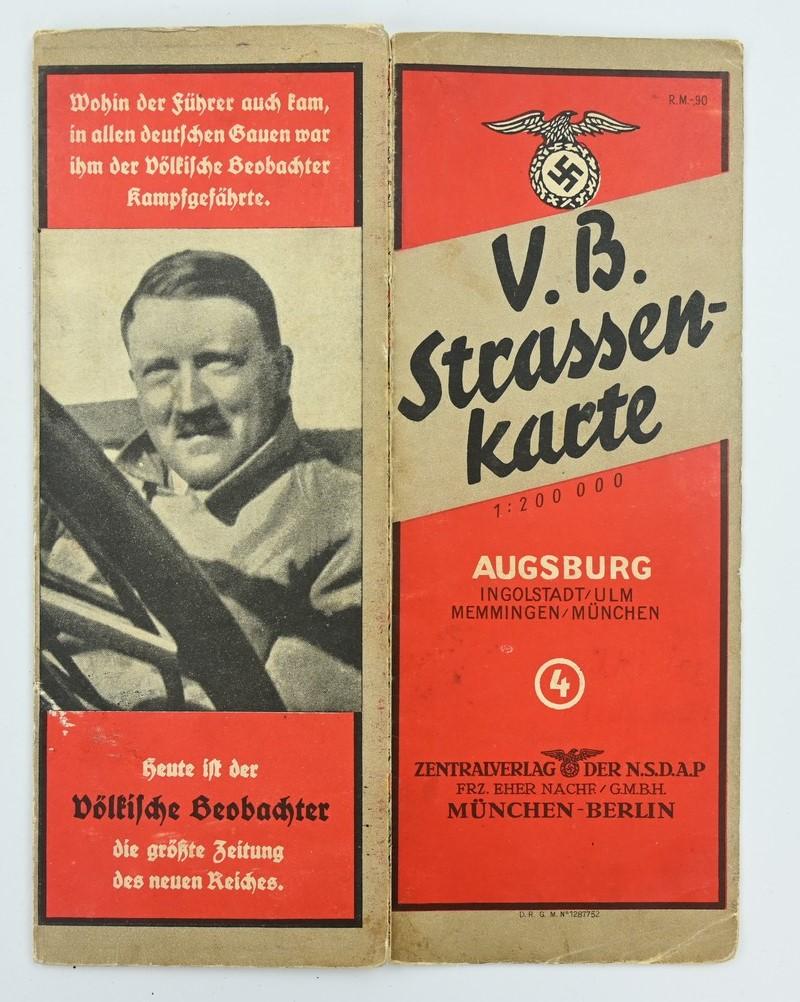 Wohin der Führer auch kam,
in allen deutschen Gauen war
ihm der Völkische Beobachter
Kampfgefährte.
Heute ist der
Völkische Beobachter
die größte Zeitung
des neuen Reiches.
R.M.-.90
V. B.
Strassen-
karte
1:200 000
AUGSBURG
INGOLSTADT/ULM
MEMMINGEN/MÜNCHEN
4
ZENTRALVERLAG DER N.S.D.A.P
FRZ. EHER NACHF./G.M.B.H.
MÜNCHEN-BERLIN
D. R. G. M. Nº 1287752